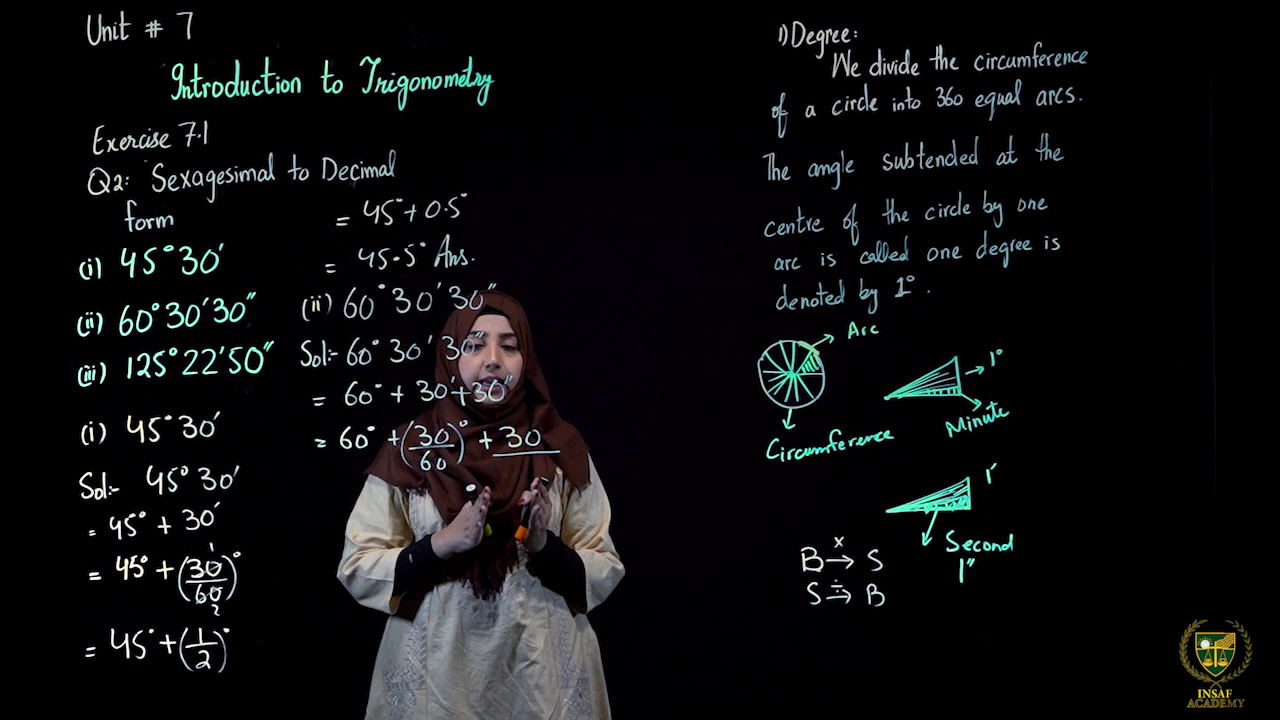 Unit # 7
Introduction to Trigonometry
Exercise 7.1
Q2: Sexagesimal to Decimal
form
(i) 45°30′
(ii) 60°30′30″
(iii) 125°22′50″
(i) 45°30′
Sol:- 45°30′
= 45° + 30′
= 45° + (30/60)° 1 2
= 45° + (1/2)°
= 45° + 0.5°
= 45.5° Ans.
(ii) 60°30′30″
Sol:- 60°30′30″
= 60° + 30′ + 30″
= 60° + (30/60)° + 30
1) Degree:
We divide the circumference
of a circle into 360 equal arcs.
The angle subtended at the
centre of the circle by one
arc is called one degree is
denoted by 1°.
Arc
Circumference
1°
Minute
1′
Second
1″
B x→ S
S ÷→ B
INSAF
ACADEMY